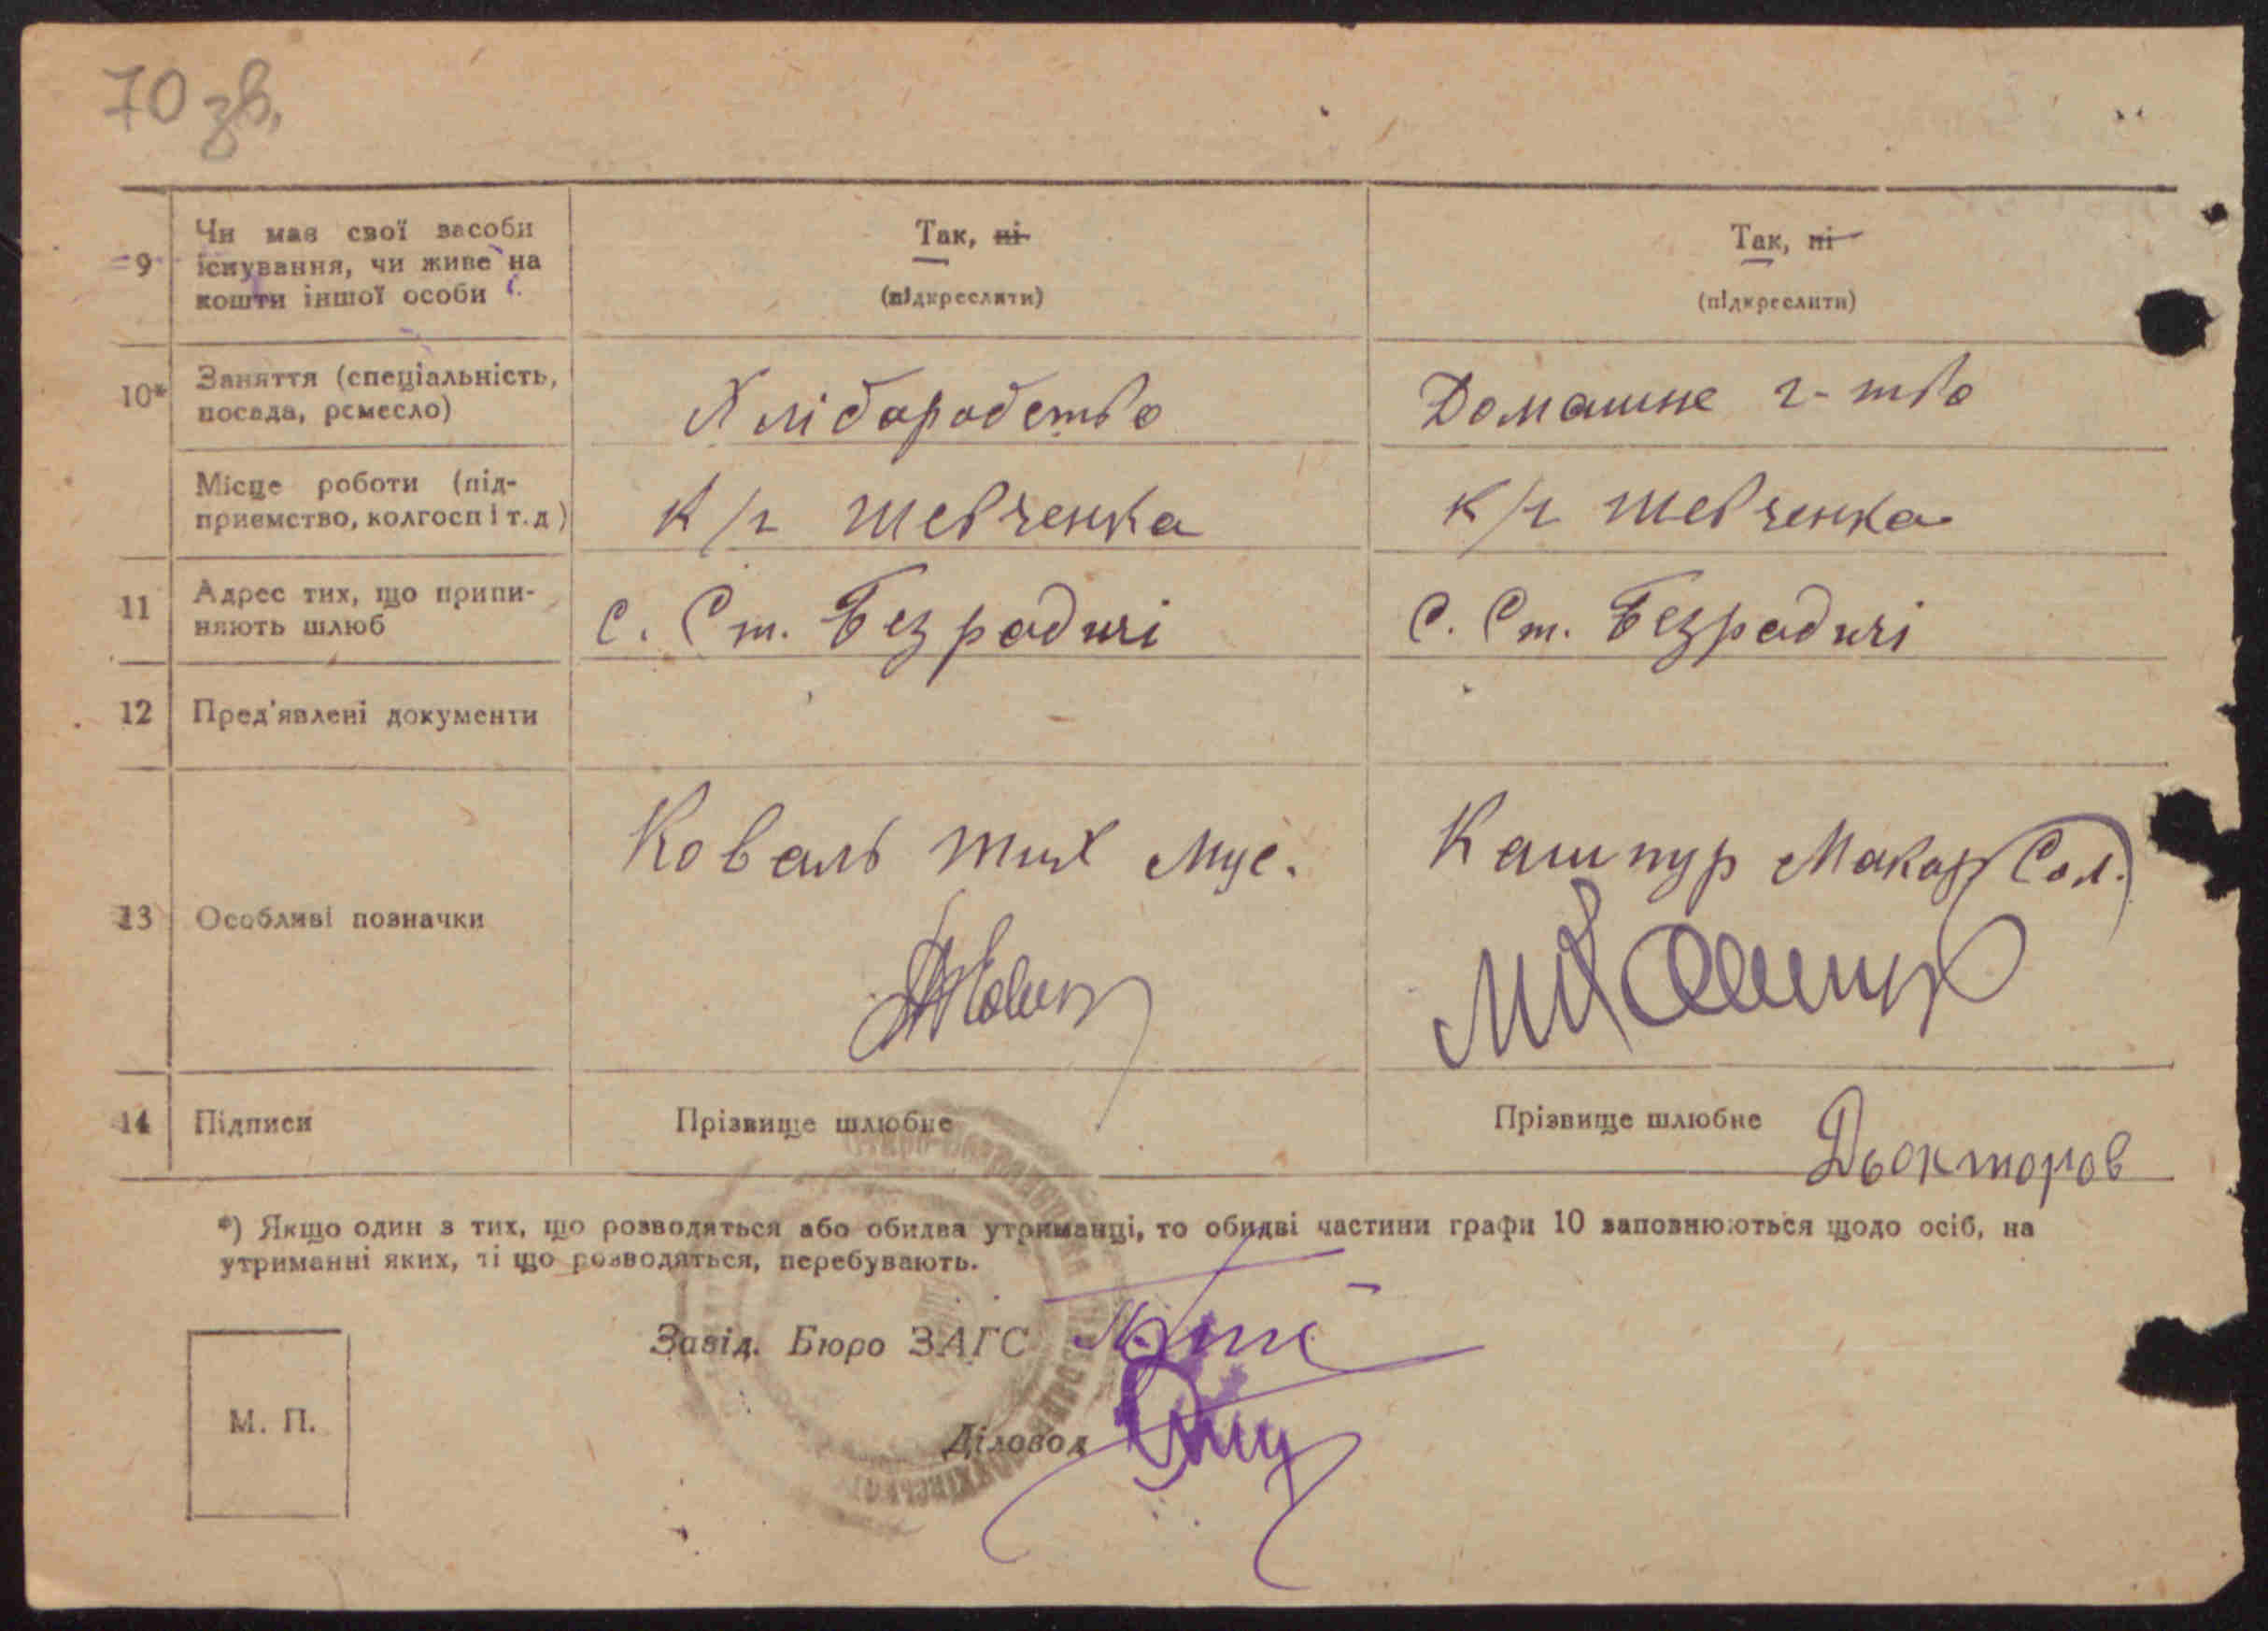 70 зв.
9 Чи має свої засоби існування, чи живе на кошти іншої особи
Так, ні
(підкреслити)
Так, ні
(підкреслити)
10* Заняття (спеціальність, посада, ремесло)
Хліборобство
Домашне г-тво
Місце роботи (підприємство, колгосп і т.д)
к/г Шевченка
к/г Шевченка
11 Адрес тих, що припиняють шлюб
с. Ст. Безрадичі
с. Ст. Безрадичі
12 Пред'явлені документи
13 Особливі позначки
Коваль Тих Мус.
Кашпур Макар Сол.
14 Підписи
Прізвище шлюбне
Прізвище шлюбне Дьокторов
*) Якщо один з тих, що розводяться або обидва утриманці, то обидві частини графи 10 заповнюються щодо осіб, на
утриманні яких, ті що розводяться, перебувають.
Завід. Бюро ЗАГС
Діловод
М. П.